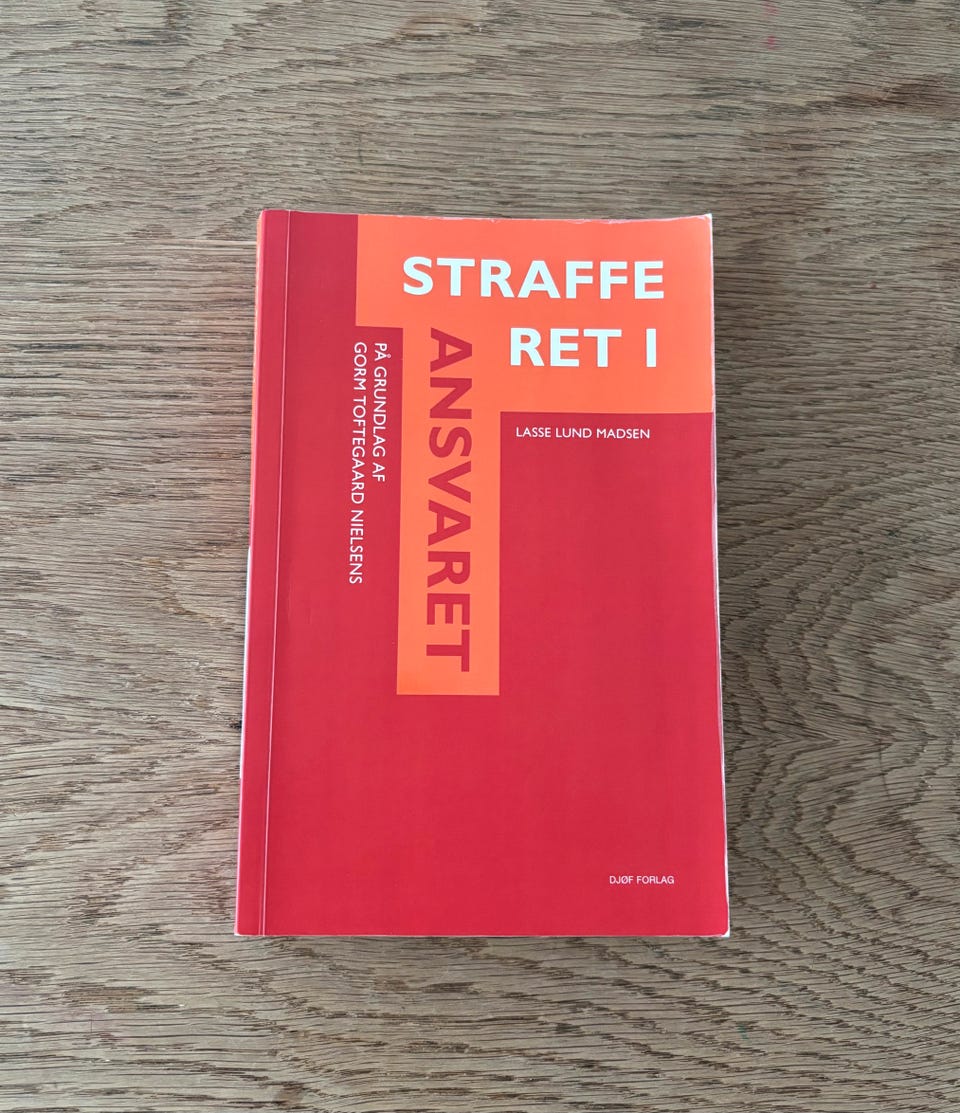 STRAFFE
RET I
ANSVARET
PÅ GRUNDLAG AF
GORM TOFTEGAARD NIELSENS
LASSE LUND MADSEN
DJØF FORLAG